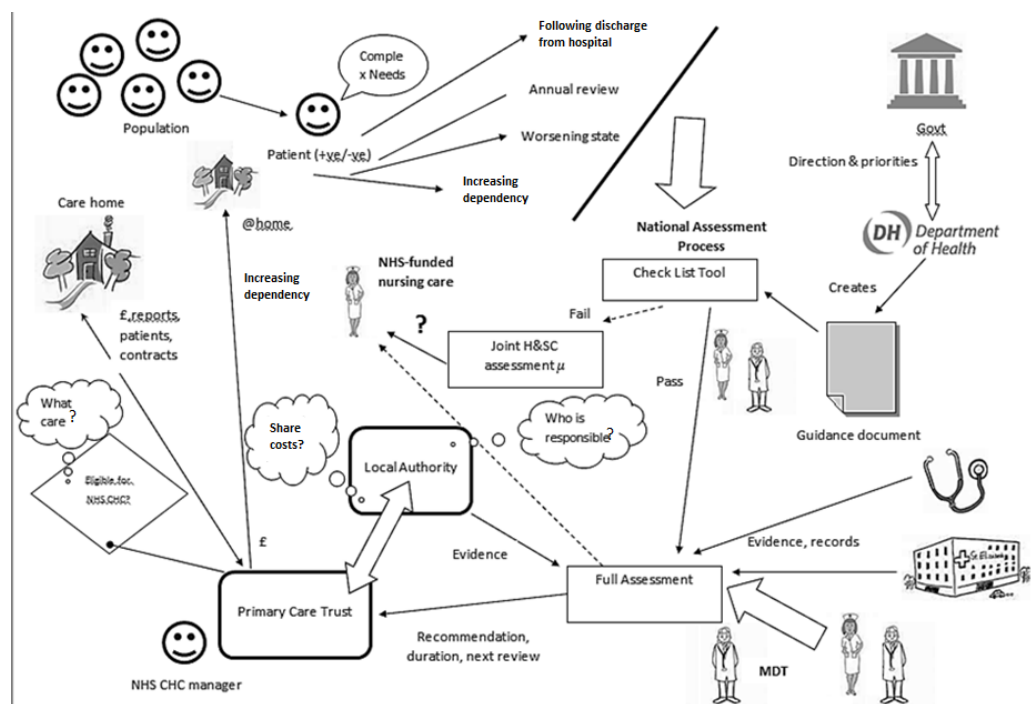 Following discharge
from hospital
Comple
x Needs
Annual review
Population
Worsening state
Govt
Patient (+ve/-ve)
Direction & priorities
Increasing
dependency
Care home
@home
National Assessment
Process
DH Department
of Health
NHS-funded
nursing care
Check List Tool
Increasing
dependency
Creates
£,reports,
patients,
contracts
?
Fail
Joint H&SC
assessment µ
Pass
What
care ?
Share
costs?
Who is
responsible?
Guidance document
Local Authority
Eligible for
NHS CHC?
£
Evidence
Evidence, records
St Elizabeth
Full Assessment
Primary Care Trust
Recommendation,
duration, next review
MDT
NHS CHC manager